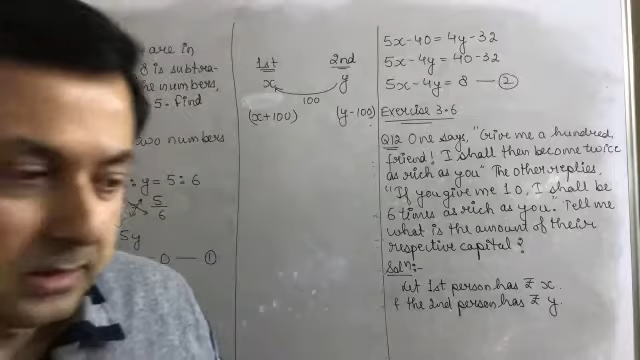 are in
8 is subtra-
he numbers,
5. find
two numbers
: y = 5 : 6
5/6
5y
0 — ①
1st 2nd
x y
100
(x+100) (y-100)
5x-40 = 4y-32
5x-4y = 40-32
5x-4y = 8 — ②
Exercise 3.6
Q12 One says, "Give me a hundred,
friend! I shall then become twice
as rich as you" The other replies,
"If you give me 10, I shall be
6 times as rich as you." Tell me
what is the amount of their
respective capital?
Solⁿ:-
Let 1st person has ₹ x.
& the 2nd person has ₹ y.